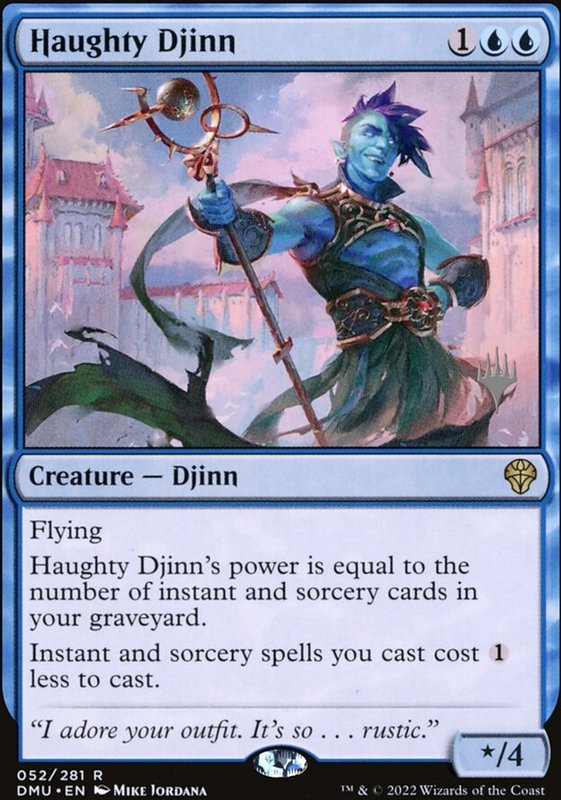 Haughty Djinn 1
Creature — Djinn
Flying
Haughty Djinn's power is equal to the
number of instant and sorcery cards in
your graveyard.
Instant and sorcery spells you cast cost 1
less to cast.
“I adore your outfit. It's so . . . rustic.”
*/4
052/281 R
DMU • EN Mike Jordana
™ & © 2022 Wizards of the Coast